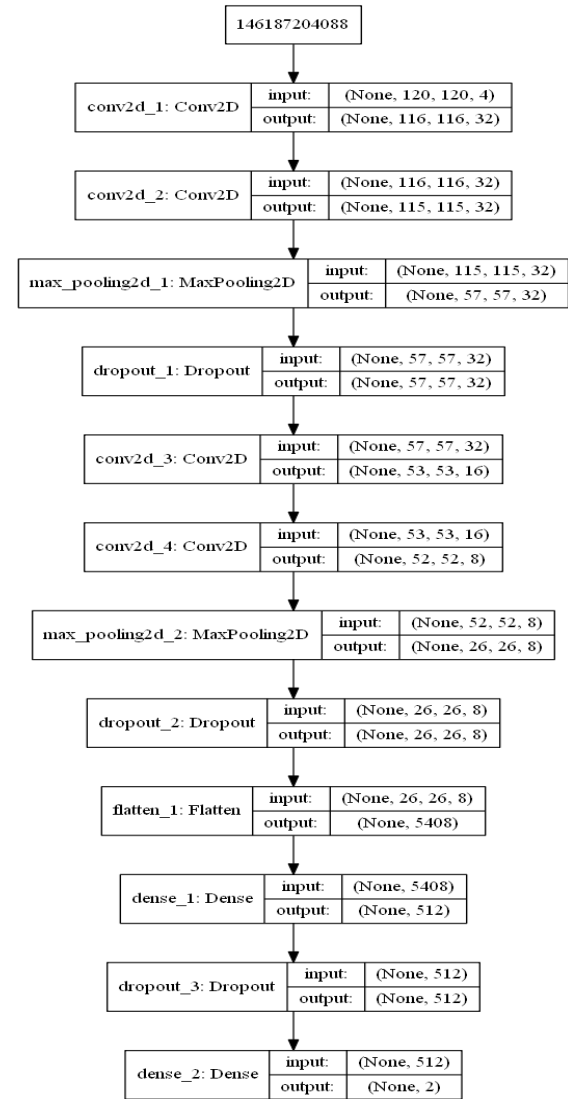 146187204088
conv2d_1: Conv2D
input: (None, 120, 120, 4)
output: (None, 116, 116, 32)
conv2d_2: Conv2D
input: (None, 116, 116, 32)
output: (None, 115, 115, 32)
max_pooling2d_1: MaxPooling2D
input: (None, 115, 115, 32)
output: (None, 57, 57, 32)
dropout_1: Dropout
input: (None, 57, 57, 32)
output: (None, 57, 57, 32)
conv2d_3: Conv2D
input: (None, 57, 57, 32)
output: (None, 53, 53, 16)
conv2d_4: Conv2D
input: (None, 53, 53, 16)
output: (None, 52, 52, 8)
max_pooling2d_2: MaxPooling2D
input: (None, 52, 52, 8)
output: (None, 26, 26, 8)
dropout_2: Dropout
input: (None, 26, 26, 8)
output: (None, 26, 26, 8)
flatten_1: Flatten
input: (None, 26, 26, 8)
output: (None, 5408)
dense_1: Dense
input: (None, 5408)
output: (None, 512)
dropout_3: Dropout
input: (None, 512)
output: (None, 512)
dense_2: Dense
input: (None, 512)
output: (None, 2)